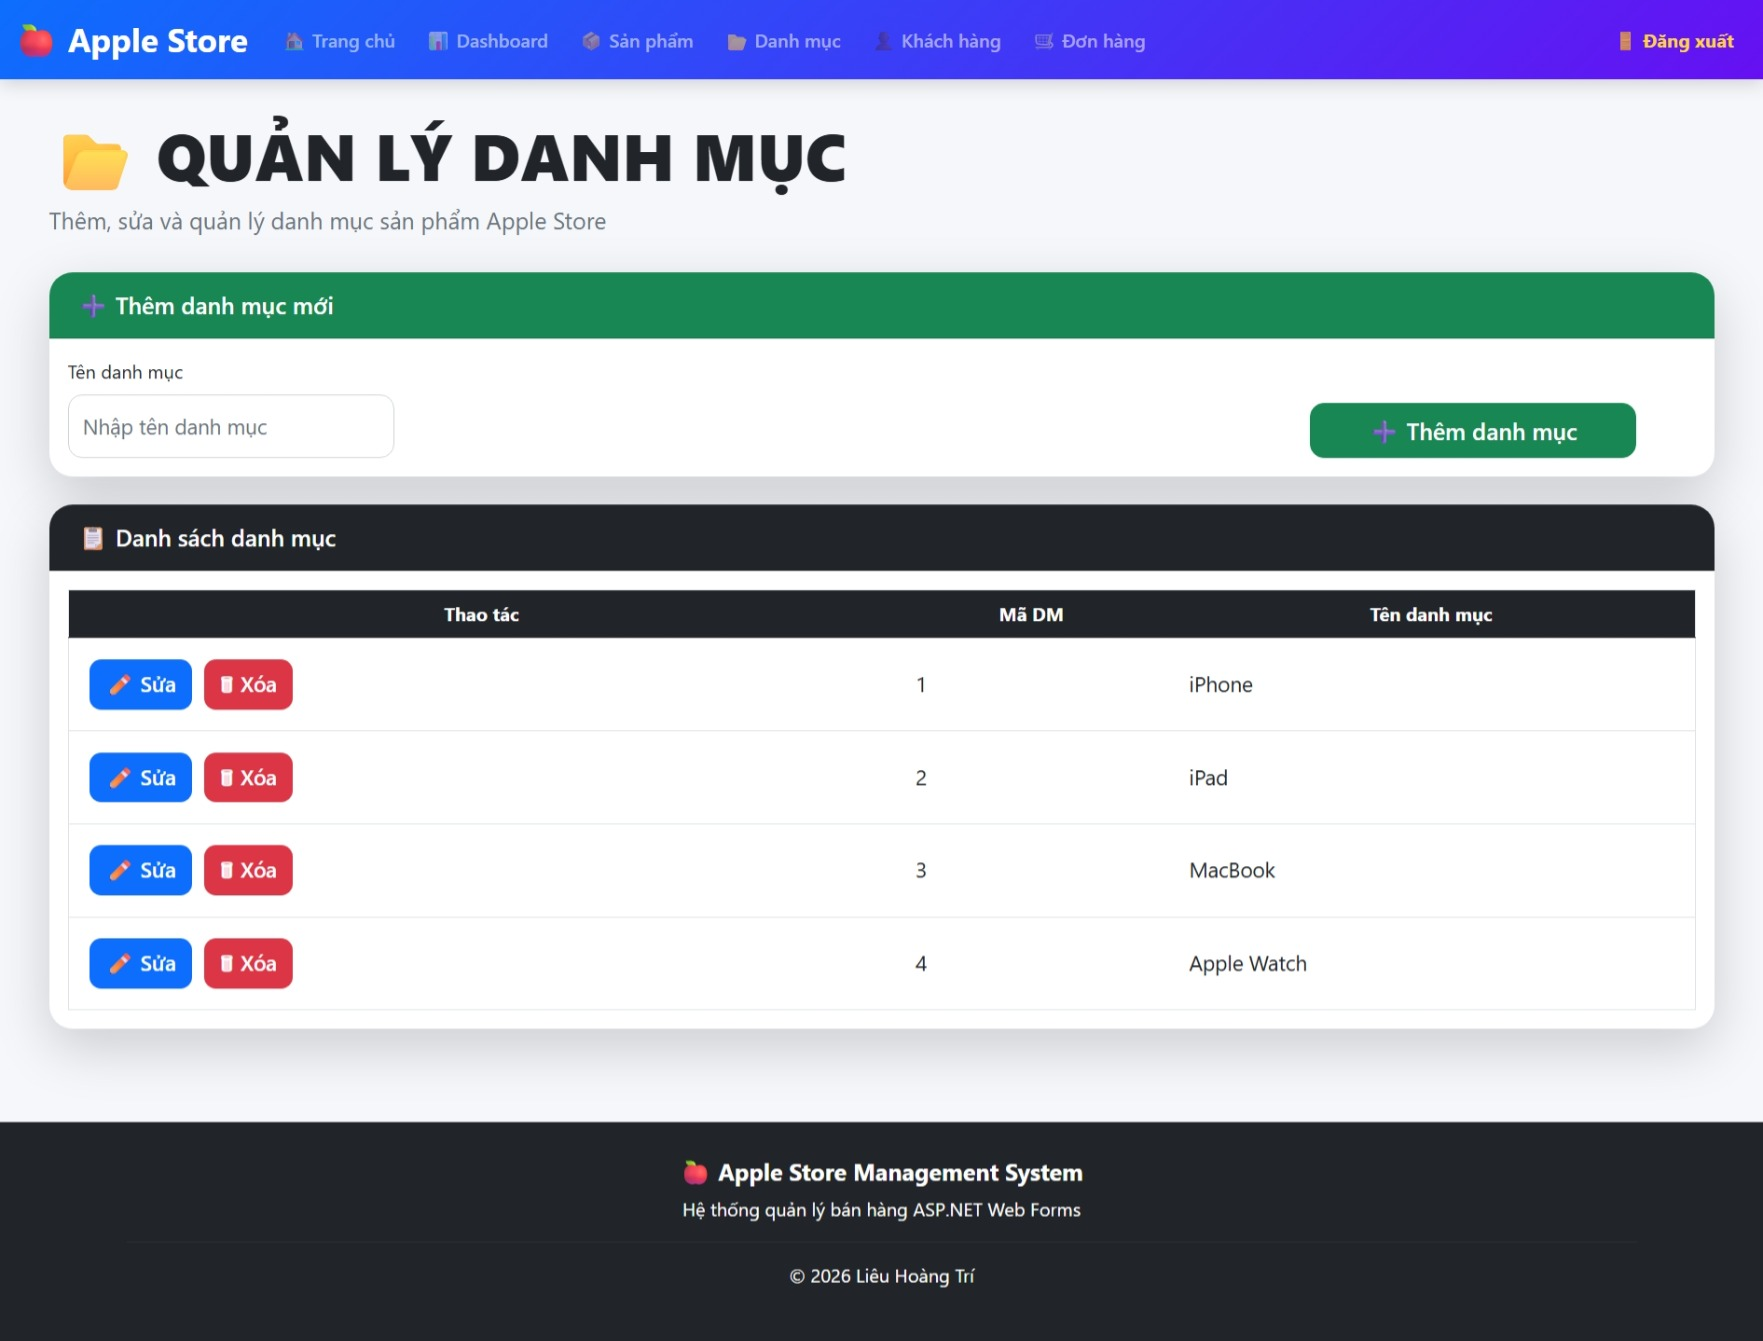 Apple Store
Trang chủ
Dashboard
Sản phẩm
Danh mục
Khách hàng
Đơn hàng
Đăng xuất
QUẢN LÝ DANH MỤC
Thêm, sửa và quản lý danh mục sản phẩm Apple Store
Thêm danh mục mới
Tên danh mục
Nhập tên danh mục
Thêm danh mục
Danh sách danh mục
Thao tác Mã DM Tên danh mục
Sửa Xóa 1 iPhone
Sửa Xóa 2 iPad
Sửa Xóa 3 MacBook
Sửa Xóa 4 Apple Watch
Apple Store Management System
Hệ thống quản lý bán hàng ASP.NET Web Forms
© 2026 Liêu Hoàng Trí